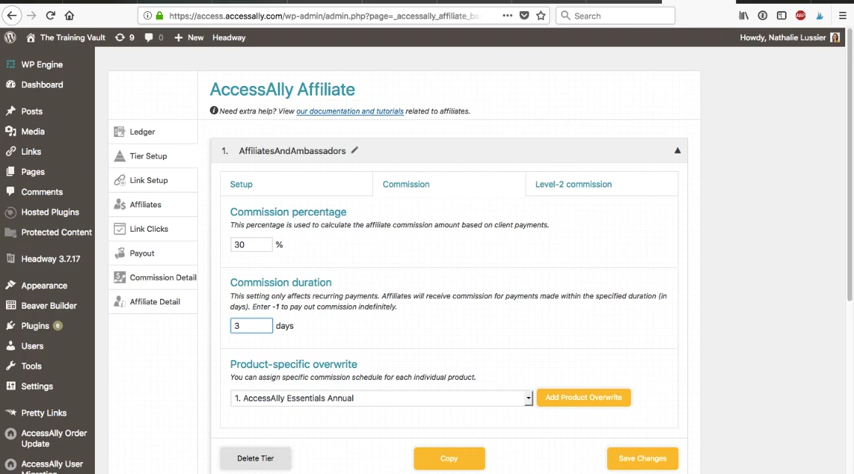 https://access.accessally.com/wp-admin/admin.php?page=_accessally_affiliate_
Search
The Training Vault 9 0 New Headway
Howdy, Nathalie Lussier
WP Engine
Dashboard
Posts
Media
Links
Pages
Comments
Hosted Plugins
Protected Content
Headway 3.7.17
Appearance
Beaver Builder
Plugins 6
Users
Tools
Settings
Pretty Links
AccessAlly Order
Update
AccessAlly User
Migration
Ledger
Tier Setup
Link Setup
Affiliates
Link Clicks
Payout
Commission Detail
Affiliate Detail
AccessAlly Affiliate
Need extra help? View our documentation and tutorials related to affiliates.
1. AffiliatesAndAmbassadors
Setup Commission Level-2 commission
Commission percentage
This percentage is used to calculate the affiliate commission amount based on client payments.
30 %
Commission duration
This setting only affects recurring payments. Affiliates will receive commission for payments made within the specified duration (in
days). Enter -1 to pay out commission indefinitely.
3 days
Product-specific overwrite
You can assign specific commission schedule for each individual product.
1. AccessAlly Essentials Annual Add Product Overwrite
Delete Tier Copy Save Changes